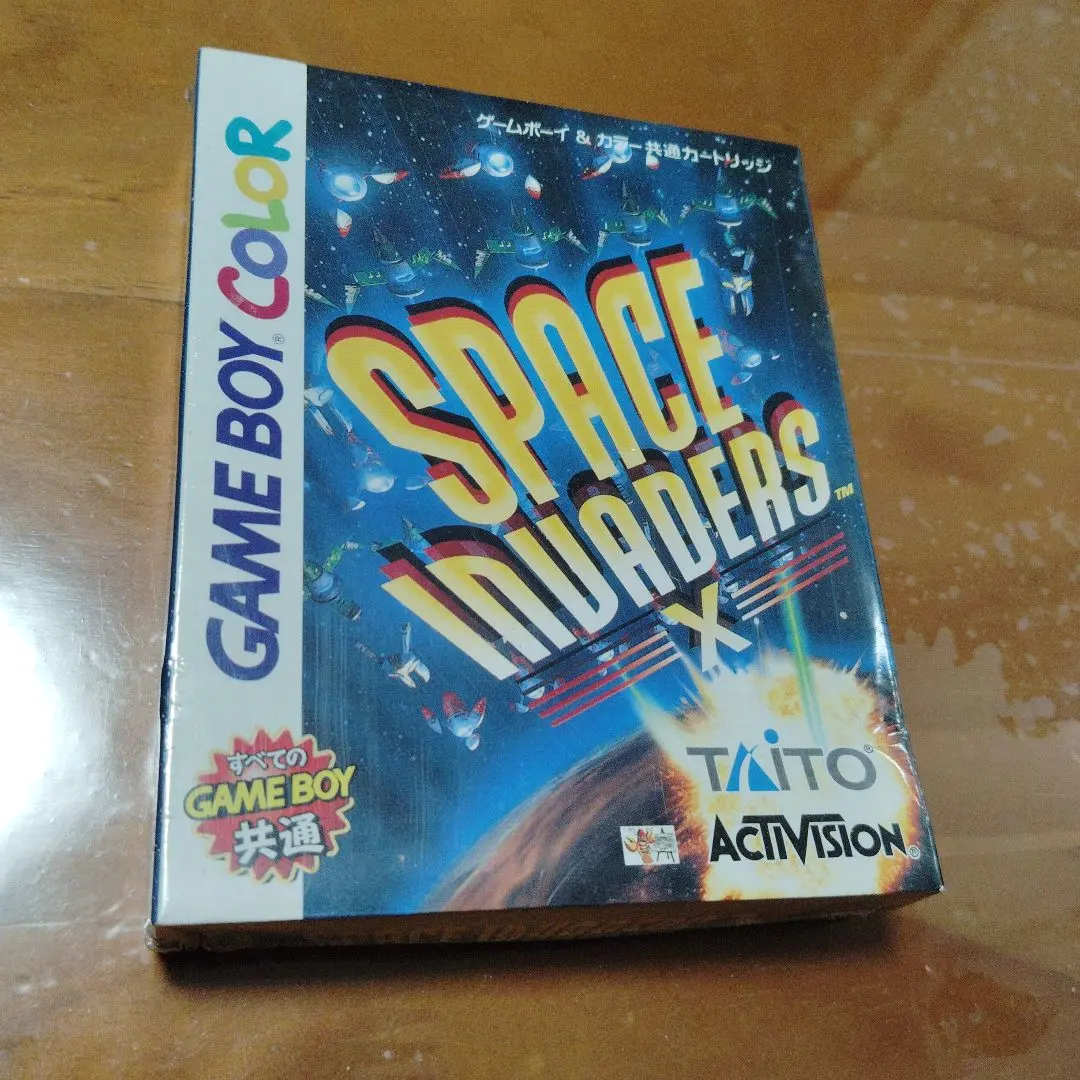 ゲームボーイ & カラー共通カートリッジ
GAME BOY COLOR
®
SPACE
INVADERS
™
X
すべての
GAME BOY
共通
TAITO®
ACTIVISION®